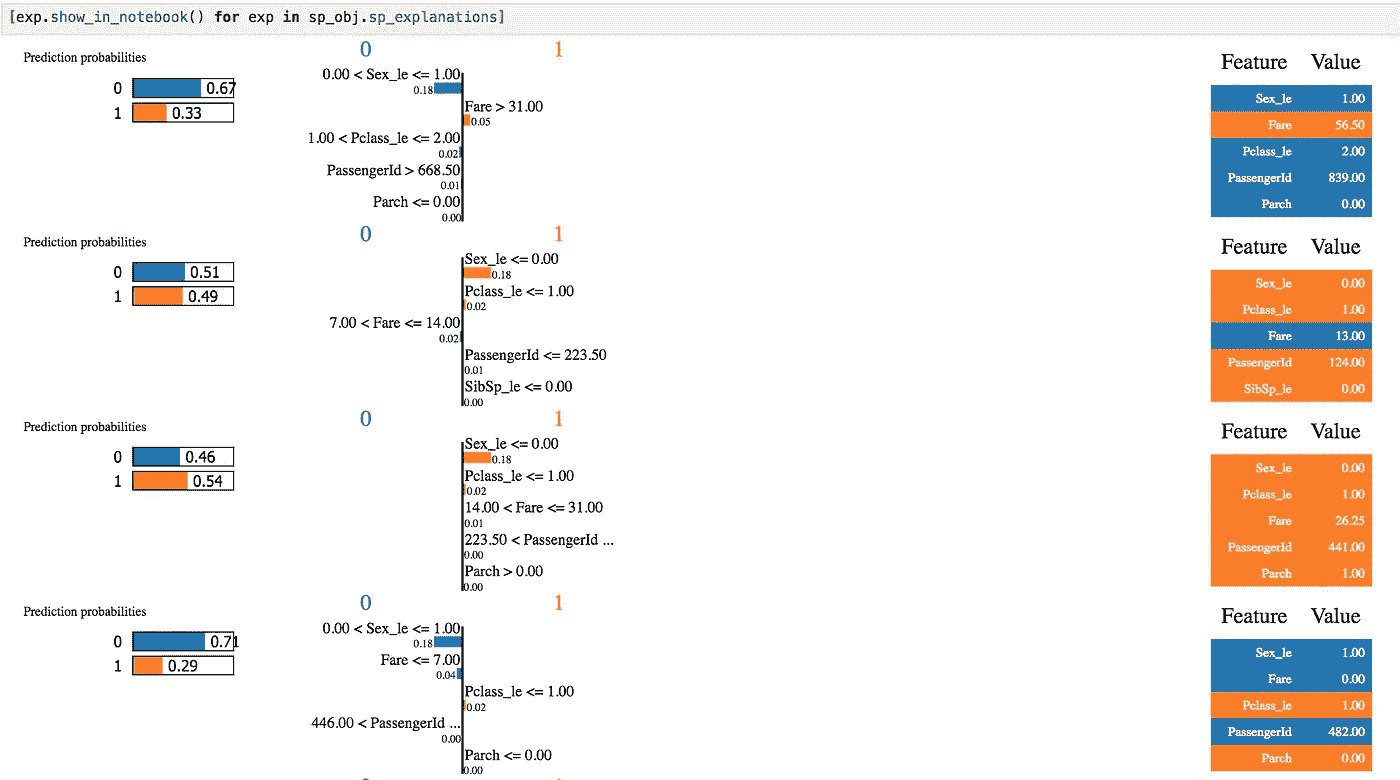 [exp.show_in_notebook() for exp in sp_obj.sp_explanations]
Prediction probabilities
0 0.67
1 0.33
0 1
0.00 < Sex_le <= 1.00
0.18
Fare > 31.00
0.05
1.00 < Pclass_le <= 2.00
0.02
PassengerId > 668.50
0.01
Parch <= 0.00
0.00
Feature Value
Sex_le 1.00
Fare 56.50
Pclass_le 2.00
PassengerId 839.00
Parch 0.00
Prediction probabilities
0 0.51
1 0.49
0 1
Sex_le <= 0.00
0.18
Pclass_le <= 1.00
0.02
7.00 < Fare <= 14.00
0.02
PassengerId <= 223.50
0.01
SibSp_le <= 0.00
0.00
Feature Value
Sex_le 0.00
Pclass_le 1.00
Fare 13.00
PassengerId 124.00
SibSp_le 0.00
Prediction probabilities
0 0.46
1 0.54
0 1
Sex_le <= 0.00
0.18
Pclass_le <= 1.00
0.02
14.00 < Fare <= 31.00
0.01
223.50 < PassengerId ...
0.00
Parch > 0.00
0.00
Feature Value
Sex_le 0.00
Pclass_le 1.00
Fare 26.25
PassengerId 441.00
Parch 1.00
Prediction probabilities
0 0.71
1 0.29
0 1
0.00 < Sex_le <= 1.00
0.18
Fare <= 7.00
0.04
Pclass_le <= 1.00
0.02
446.00 < PassengerId ...
0.00
Parch <= 0.00
0.00
Feature Value
Sex_le 1.00
Fare 0.00
Pclass_le 1.00
PassengerId 482.00
Parch 0.00